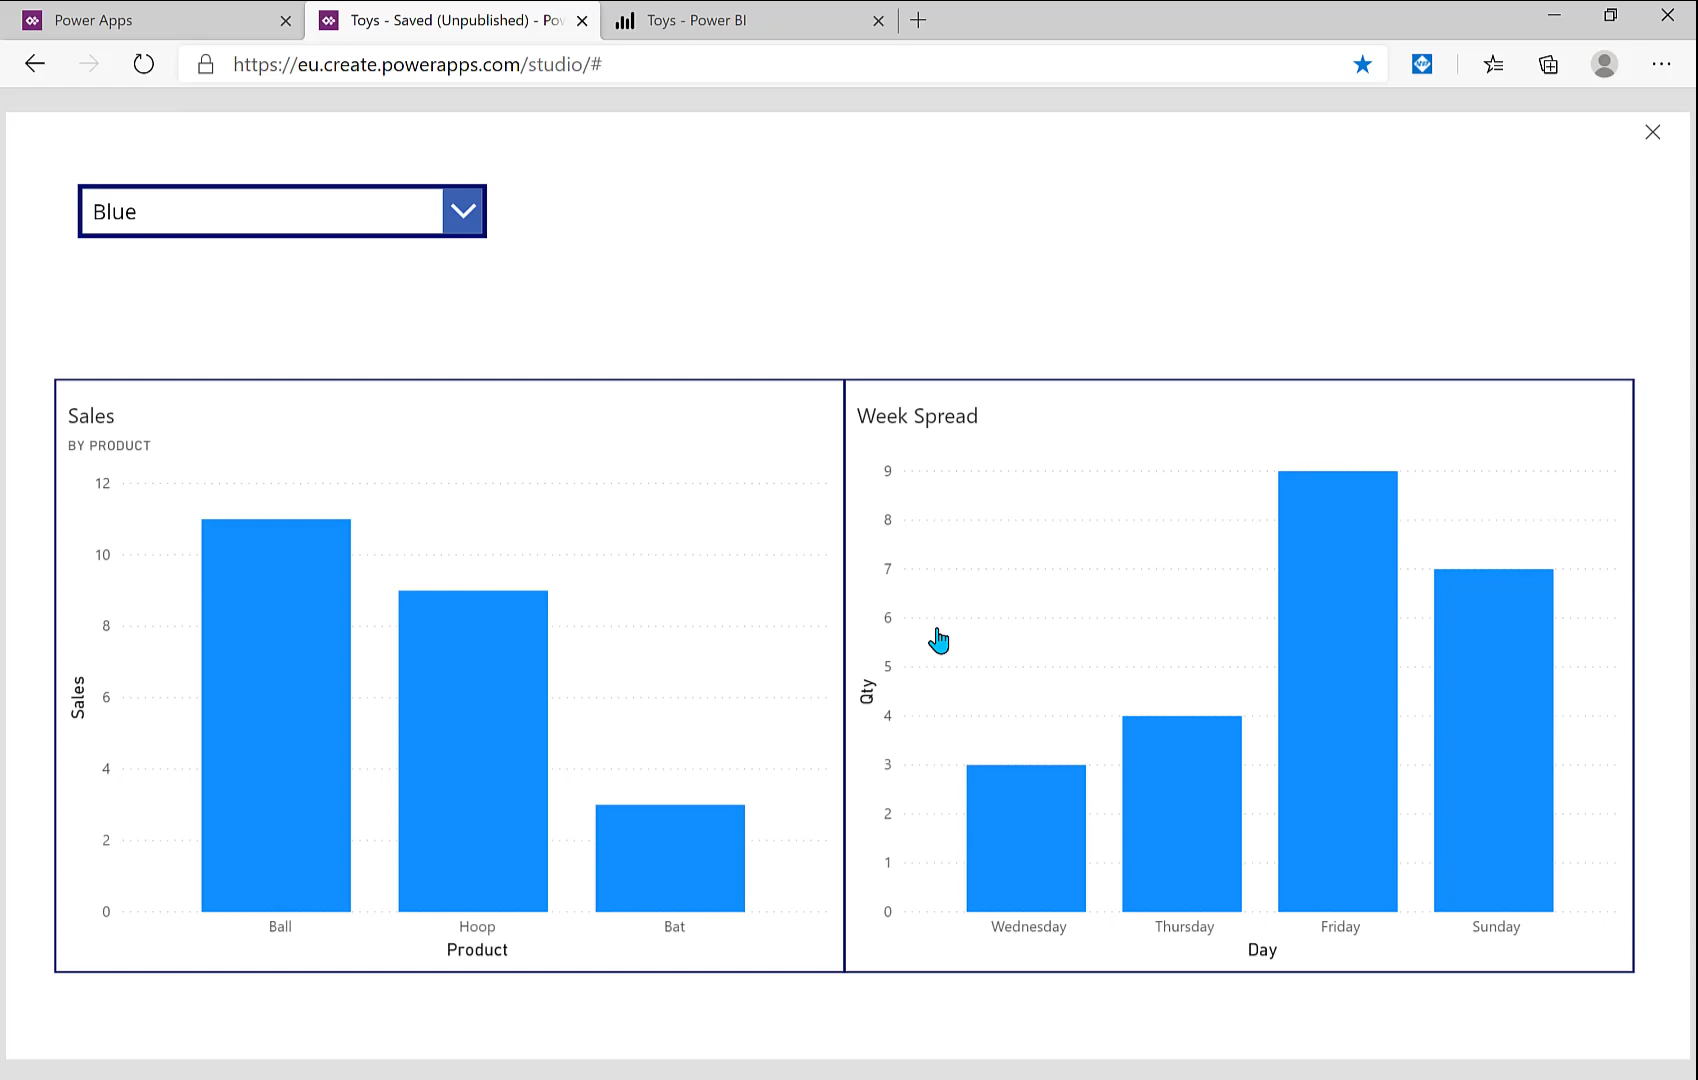 Power Apps
Toys - Saved (Unpublished) - Pow
Toys - Power BI
https://eu.create.powerapps.com/studio/#
Blue
Sales
BY PRODUCT
12
10
8
6
4
2
0
Sales
Ball
Hoop
Bat
Product
Week Spread
9
8
7
6
5
4
3
2
1
0
Qty
Wednesday
Thursday
Friday
Sunday
Day